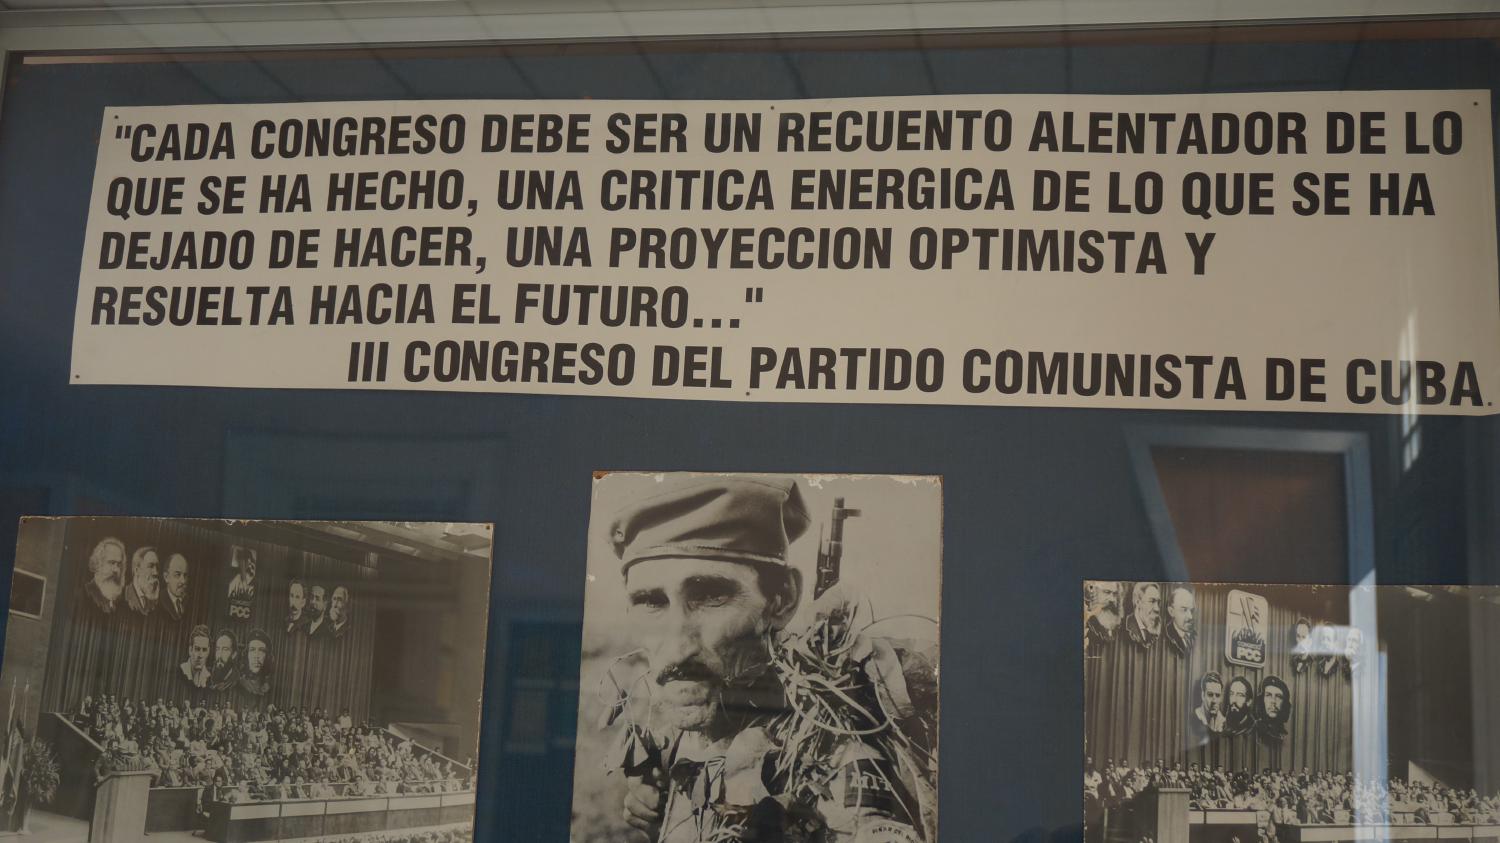 "CADA CONGRESO DEBE SER UN RECUENTO ALENTADOR DE LO
QUE SE HA HECHO, UNA CRITICA ENERGICA DE LO QUE SE HA
DEJADO DE HACER, UNA PROYECCION OPTIMISTA Y
RESUELTA HACIA EL FUTURO..."
III CONGRESO DEL PARTIDO COMUNISTA DE CUBA.
PCC
PCC
MTT